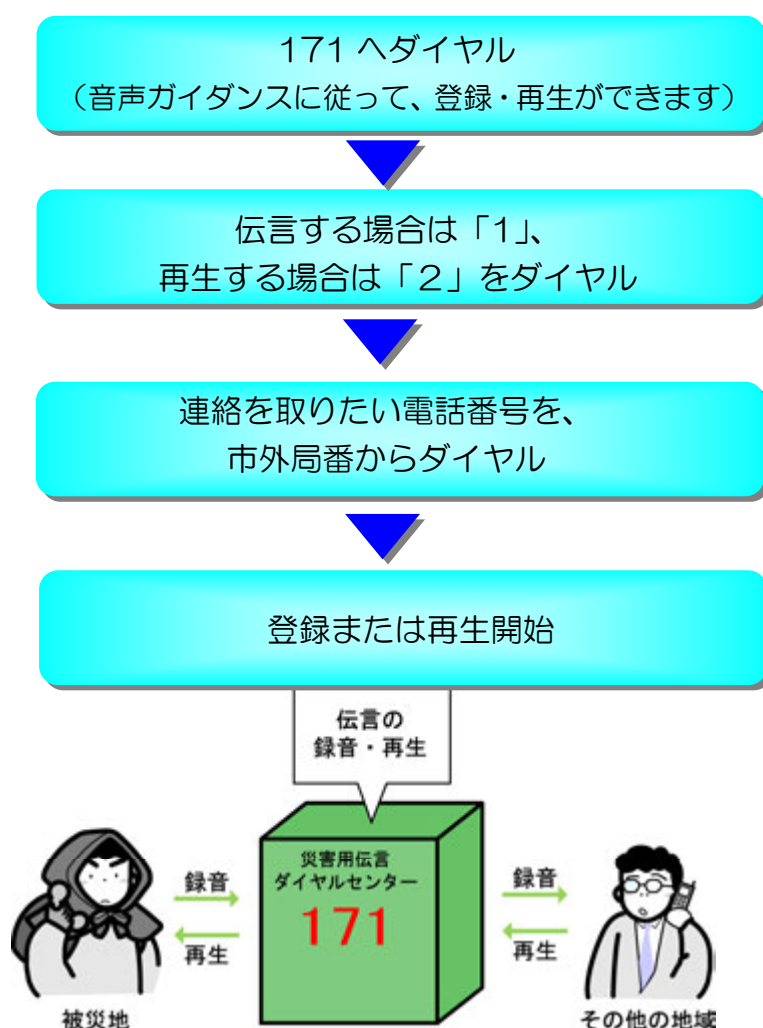 171へダイヤル
（音声ガイダンスに従って、登録・再生ができます）
伝言する場合は「1」、
再生する場合は「２」をダイヤル
連絡を取りたい電話番号を、
市外局番からダイヤル
登録または再生開始
伝言の
録音・再生
災害用伝言
ダイヤルセンター
171
録音
再生
録音
再生
被災地
その他の地域